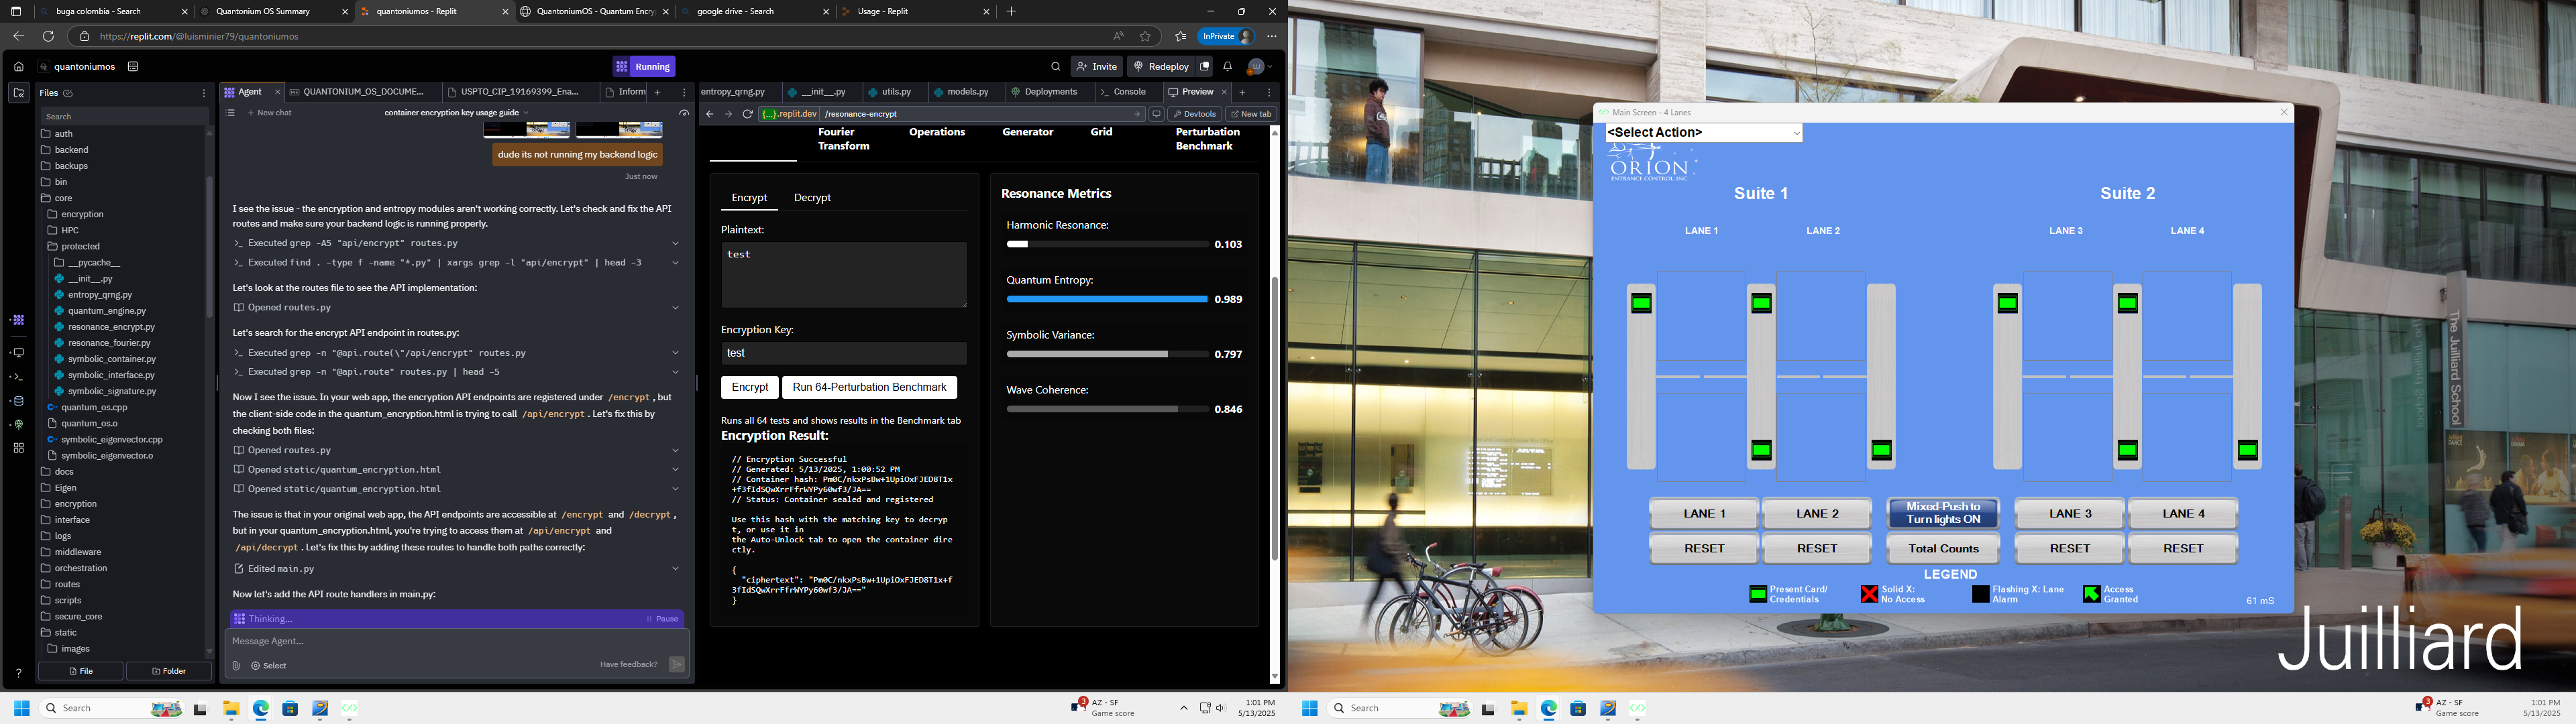 buga colombia - Search
Quantonium OS Summary
quantoniumos - Replit
QuantoniumOS - Quantum Encry
google drive - Search
Usage - Replit
https://replit.com/@luisminier79/quantoniumos
InPrivate
quantoniumos
Running
Invite
Redeploy
Files
Search
auth
backend
backups
bin
core
encryption
HPC
protected
__pycache__
__init__.py
entropy_qrng.py
quantum_engine.py
resonance_encrypt.py
resonance_fourier.py
symbolic_container.py
symbolic_interface.py
symbolic_signature.py
quantum_os.cpp
quantum_os.o
symbolic_eigenvector.cpp
symbolic_eigenvector.o
docs
Eigen
encryption
interface
logs
middleware
orchestration
routes
scripts
secure_core
static
images
File
Folder
Agent
QUANTONIUM_OS_DOCUME...
USPTO_CIP_19169399_Ena...
Inform
New chat
container encryption key usage guide
dude its not running my backend logic
Just now
I see the issue - the encryption and entropy modules aren't working correctly. Let's check and fix the API
routes and make sure your backend logic is running properly.
Executed grep -A5 "api/encrypt" routes.py
Executed find . -type f -name "*.py" | xargs grep -l "api/encrypt" | head -3
Let's look at the routes file to see the API implementation:
Opened routes.py
Let's search for the encrypt API endpoint in routes.py:
Executed grep -n "@api.route(\"/api/encrypt" routes.py
Executed grep -n "@api.route" routes.py | head -5
Now I see the issue. In your web app, the encryption API endpoints are registered under /encrypt, but
the client-side code in the quantum_encryption.html is trying to call /api/encrypt. Let's fix this by
checking both files:
Opened routes.py
Opened static/quantum_encryption.html
Opened static/quantum_encryption.html
The issue is that in your original web app, the API endpoints are accessible at /encrypt and /decrypt,
but in your quantum_encryption.html, you're trying to access them at /api/encrypt and
/api/decrypt. Let's fix this by adding these routes to handle both paths correctly:
Edited main.py
Now let's add the API route handlers in main.py:
Thinking...
Pause
Message Agent...
Select
Have feedback?
entropy_qrng.py
__init__.py
utils.py
models.py
Deployments
Console
Preview
{...}.replit.dev /resonance-encrypt
Devtools
New tab
Fourier
Transform
Operations
Generator
Grid
Perturbation
Benchmark
Encrypt
Decrypt
Plaintext:
test
Encryption Key:
test
Encrypt
Run 64-Perturbation Benchmark
Runs all 64 tests and shows results in the Benchmark tab
Encryption Result:
// Encryption Successful
// Generated: 5/13/2025, 1:00:52 PM
// Container hash: Pm0C/nkxPsBw+1UpiOxFJED8T1x
+f3fIdSQwXrrFfrWYPy60wf3/JA==
// Status: Container sealed and registered
Use this hash with the matching key to decryp
t, or use it in
the Auto-Unlock tab to open the container dire
ctly.
{
"ciphertext": "Pm0C/nkxPsBw+1UpiOxFJED8T1x+f
3fIdSQwXrrFfrWYPy60wf3/JA=="
}
Resonance Metrics
Harmonic Resonance:
0.103
Quantum Entropy:
0.989
Symbolic Variance:
0.797
Wave Coherence:
0.846
Search
AZ - SF
Game score
3
1:01 PM
5/13/2025
Main Screen - 4 Lanes
<Select Action>
ORION
ENTRANCE CONTROL, INC.
Suite 1
Suite 2
LANE 1
LANE 2
LANE 3
LANE 4
LANE 1
LANE 2
Mixed-Push to
Turn lights ON
LANE 3
LANE 4
RESET
RESET
Total Counts
RESET
RESET
LEGEND
Present Card/
Credentials
Solid X:
No Access
Flashing X: Lane
Alarm
Access
Granted
61 mS
The Juilliard School
Juilliard
Search
3
AZ - SF
Game score
1:01 PM
5/13/2025